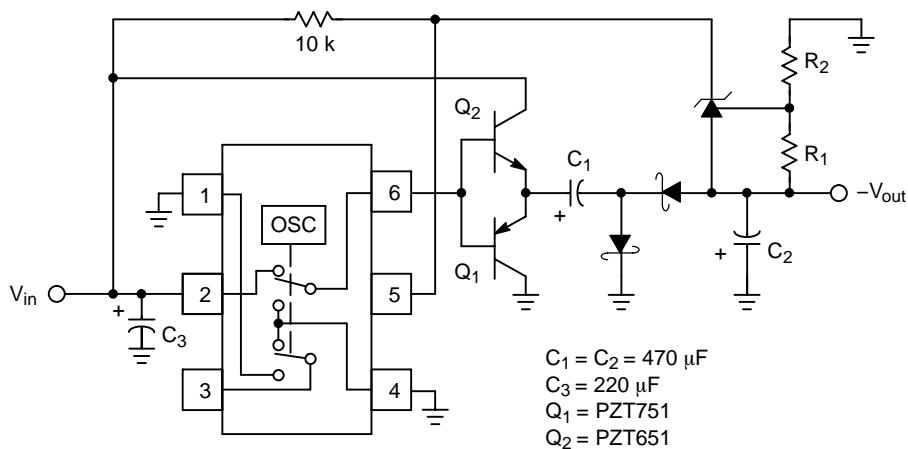 10 k
R2
Q2
C1
R1
1
6
OSC
+
−Vout
C2
+
Q1
2
5
Vin
+
C3
3
4
C1 = C2 = 470 μF
C3 = 220 μF
Q1 = PZT751
Q2 = PZT651